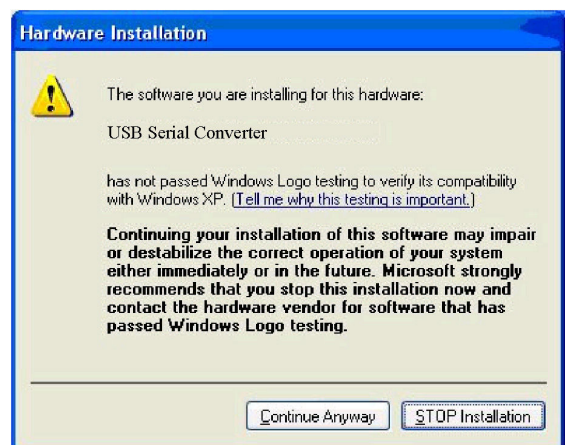 Hardware Installation
The software you are installing for this hardware:
USB Serial Converter
has not passed Windows Logo testing to verify its compatibility
with Windows XP. (Tell me why this testing is important.)
Continuing your installation of this software may impair
or destabilize the correct operation of your system
either immediately or in the future. Microsoft strongly
recommends that you stop this installation now and
contact the hardware vendor for software that has
passed Windows Logo testing.
Continue Anyway
STOP Installation